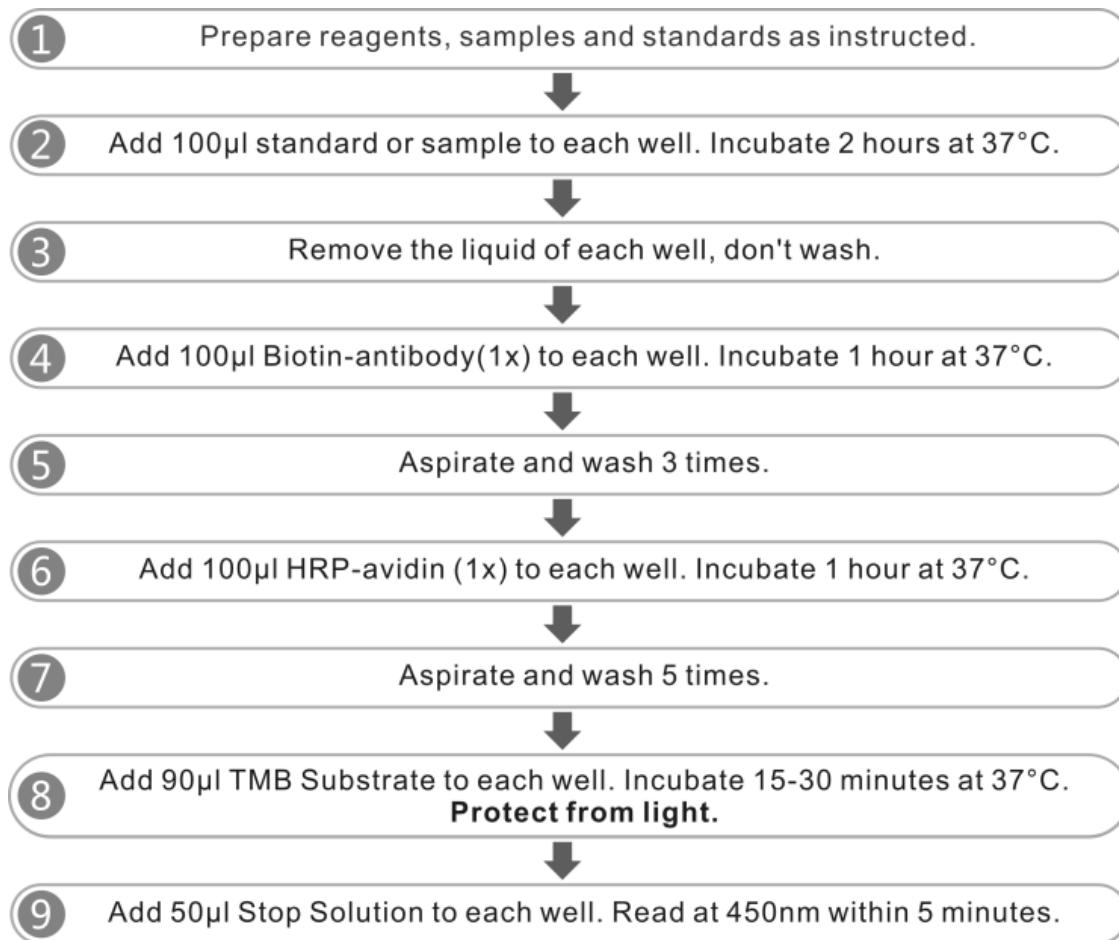 1 Prepare reagents, samples and standards as instructed.
2 Add 100µl standard or sample to each well. Incubate 2 hours at 37°C.
3 Remove the liquid of each well, don't wash.
4 Add 100µl Biotin-antibody(1x) to each well. Incubate 1 hour at 37°C.
5 Aspirate and wash 3 times.
6 Add 100µl HRP-avidin (1x) to each well. Incubate 1 hour at 37°C.
7 Aspirate and wash 5 times.
8 Add 90µl TMB Substrate to each well. Incubate 15-30 minutes at 37°C.
Protect from light.
9 Add 50µl Stop Solution to each well. Read at 450nm within 5 minutes.